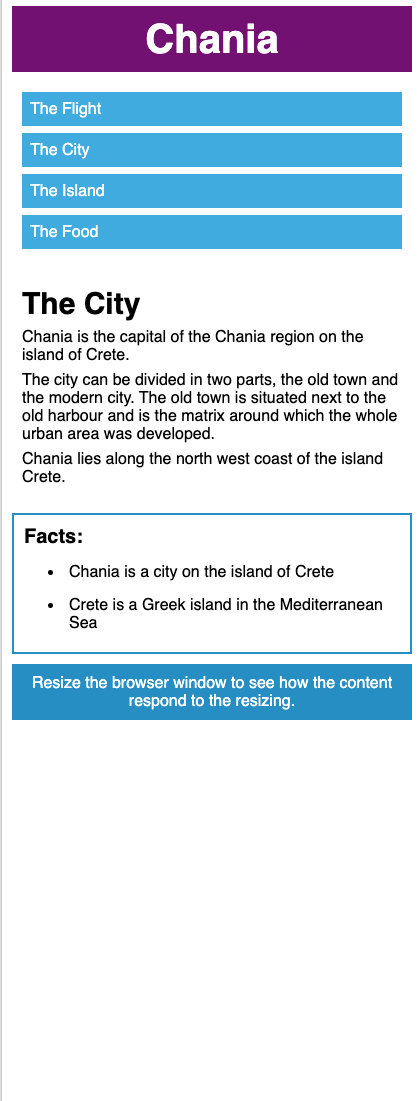 Chania
The Flight
The City
The Island
The Food
The City
Chania is the capital of the Chania region on the
island of Crete.
The city can be divided in two parts, the old town and
the modern city. The old town is situated next to the
old harbour and is the matrix around which the whole
urban area was developed.
Chania lies along the north west coast of the island
Crete.
Facts:
• Chania is a city on the island of Crete
• Crete is a Greek island in the Mediterranean
Sea
Resize the browser window to see how the content
respond to the resizing.